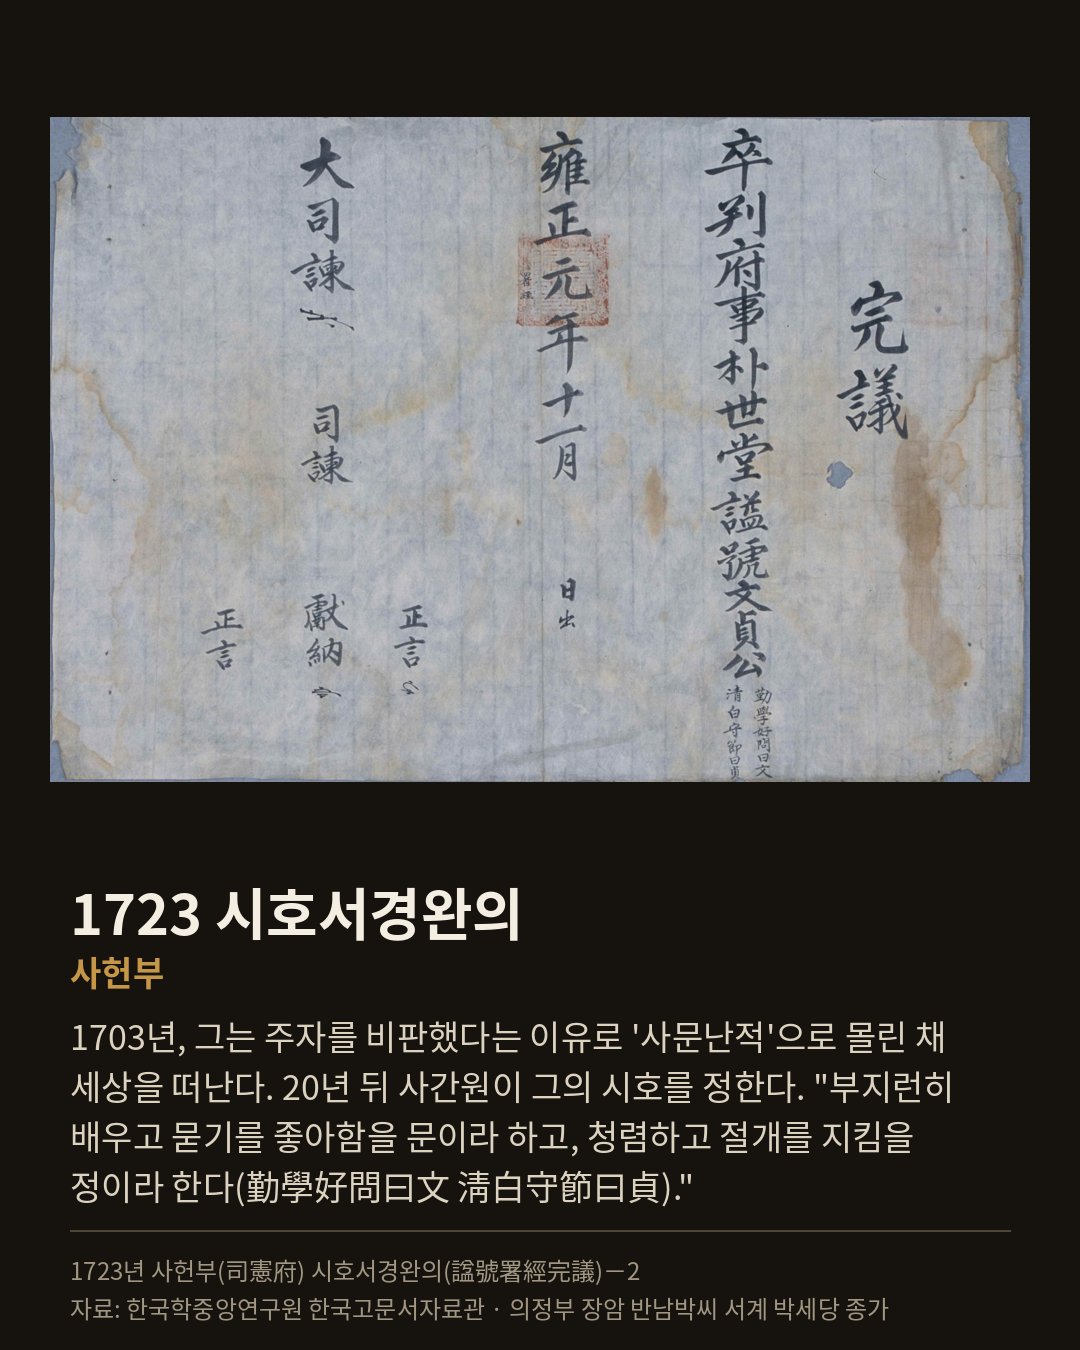 完議
卒判府事朴世堂諡號文貞公
勤學好問曰文
清白守節曰貞
雍正元年十一月 日出
署經
正言
大司諫 司諫 獻納
正言
1723 시호서경완의
사헌부
1703년, 그는 주자를 비판했다는 이유로 '사문난적'으로 몰린 채
세상을 떠난다. 20년 뒤 사간원이 그의 시호를 정한다. "부지런히
배우고 묻기를 좋아함을 문이라 하고, 청렴하고 절개를 지킴을
정이라 한다(勤學好問曰文 淸白守節曰貞)."
1723년 사헌부(司憲府) 시호서경완의(諡號署經完議)－2
자료: 한국학중앙연구원 한국고문서자료관 · 의정부 장암 반남박씨 서계 박세당 종가